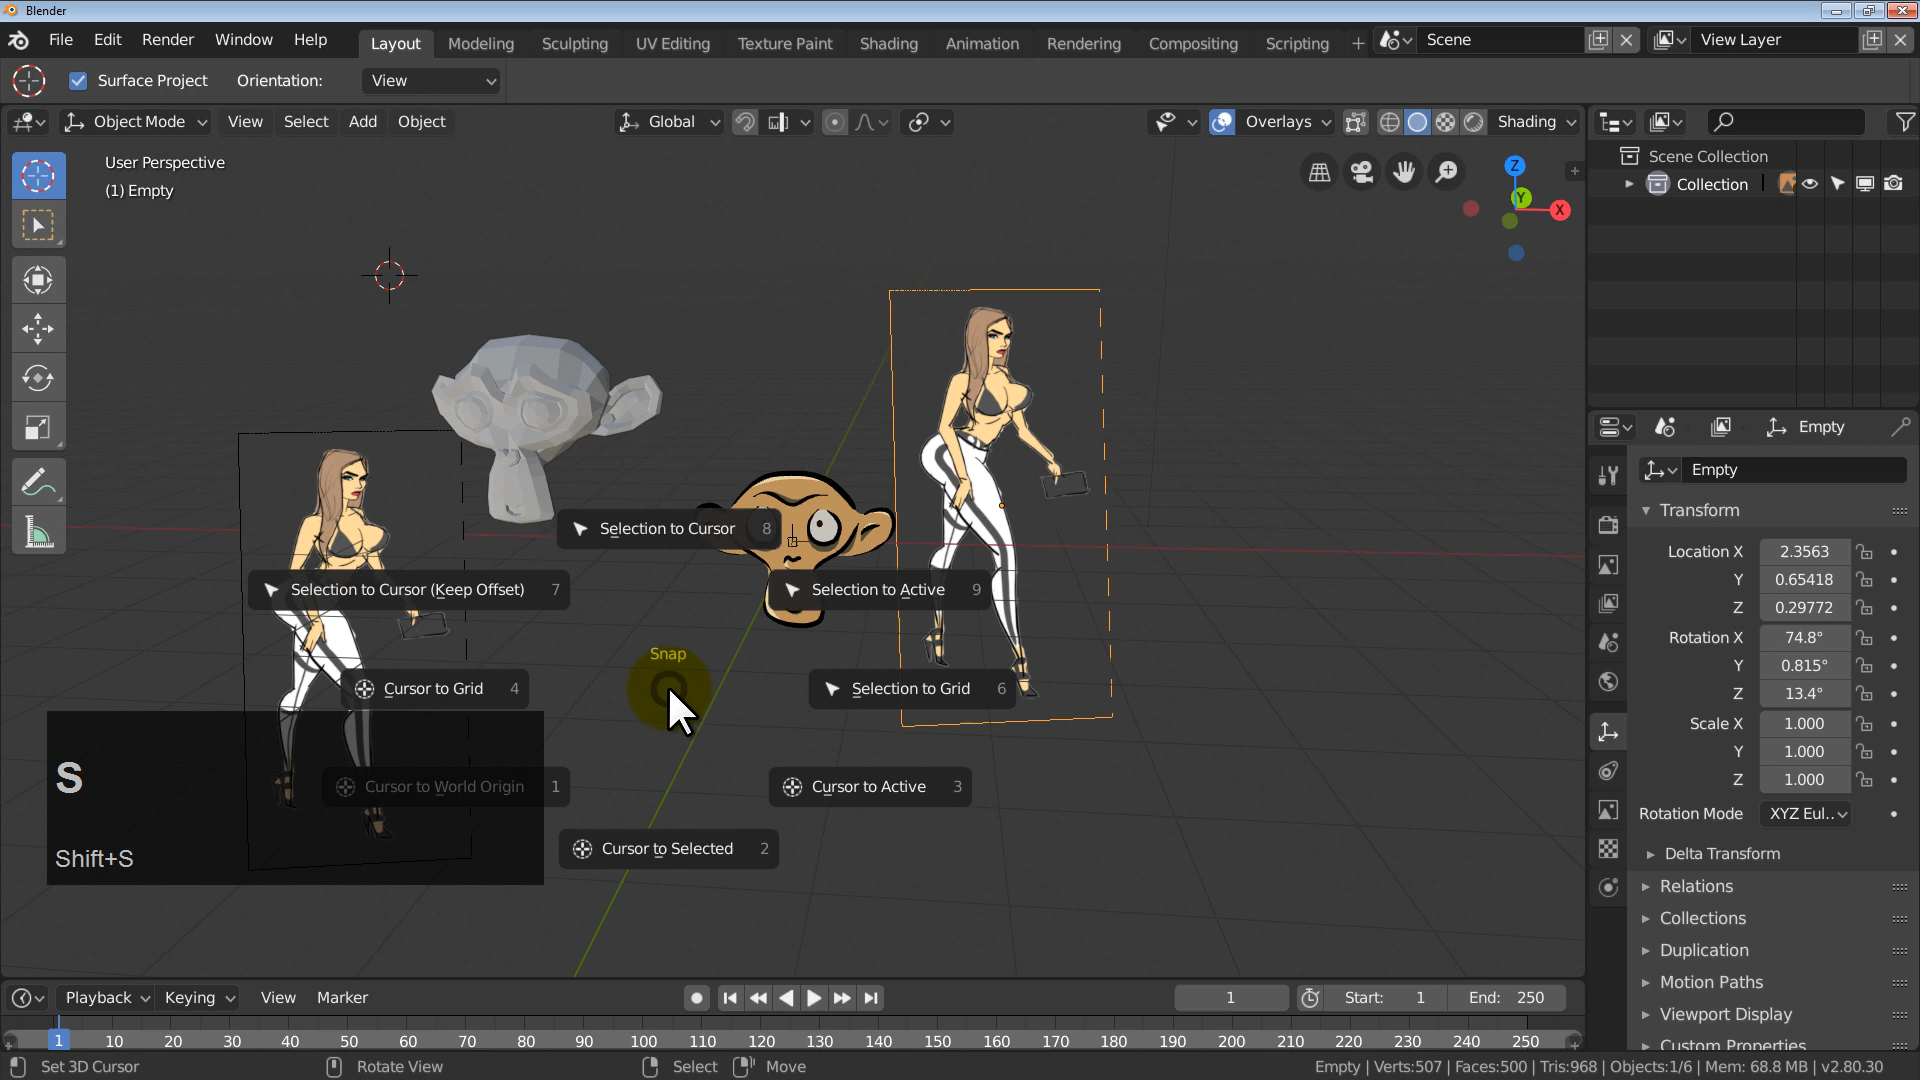 Blender
File Edit Render Window Help Layout Modeling Sculpting UV Editing Texture Paint Shading Animation Rendering Compositing Scripting + Scene View Layer
Surface Project Orientation: View
Object Mode View Select Add Object Global Overlays Shading
User Perspective
(1) Empty
Z
Y
X
Scene Collection
Collection
Empty
Empty
Transform
Location X 2.3563
Y 0.65418
Z 0.29772
Rotation X 74.8°
Y 0.815°
Z 13.4°
Scale X 1.000
Y 1.000
Z 1.000
Rotation Mode XYZ Eul..
Delta Transform
Relations
Collections
Duplication
Motion Paths
Viewport Display
Custom Properties
Selection to Cursor 8
Selection to Cursor (Keep Offset) 7
Selection to Active 9
Snap
Cursor to Grid 4
Selection to Grid 6
Cursor to World Origin 1
Cursor to Active 3
Cursor to Selected 2
S
Shift+S
Playback Keying View Marker 1 Start: 1 End: 250
1 10 20 30 40 50 60 70 80 90 100 110 120 130 140 150 160 170 180 190 200 210 220 230 240 250
Set 3D Cursor Rotate View Select Move Empty | Verts:507 | Faces:500 | Tris:968 | Objects:1/6 | Mem: 68.8 MB | v2.80.30